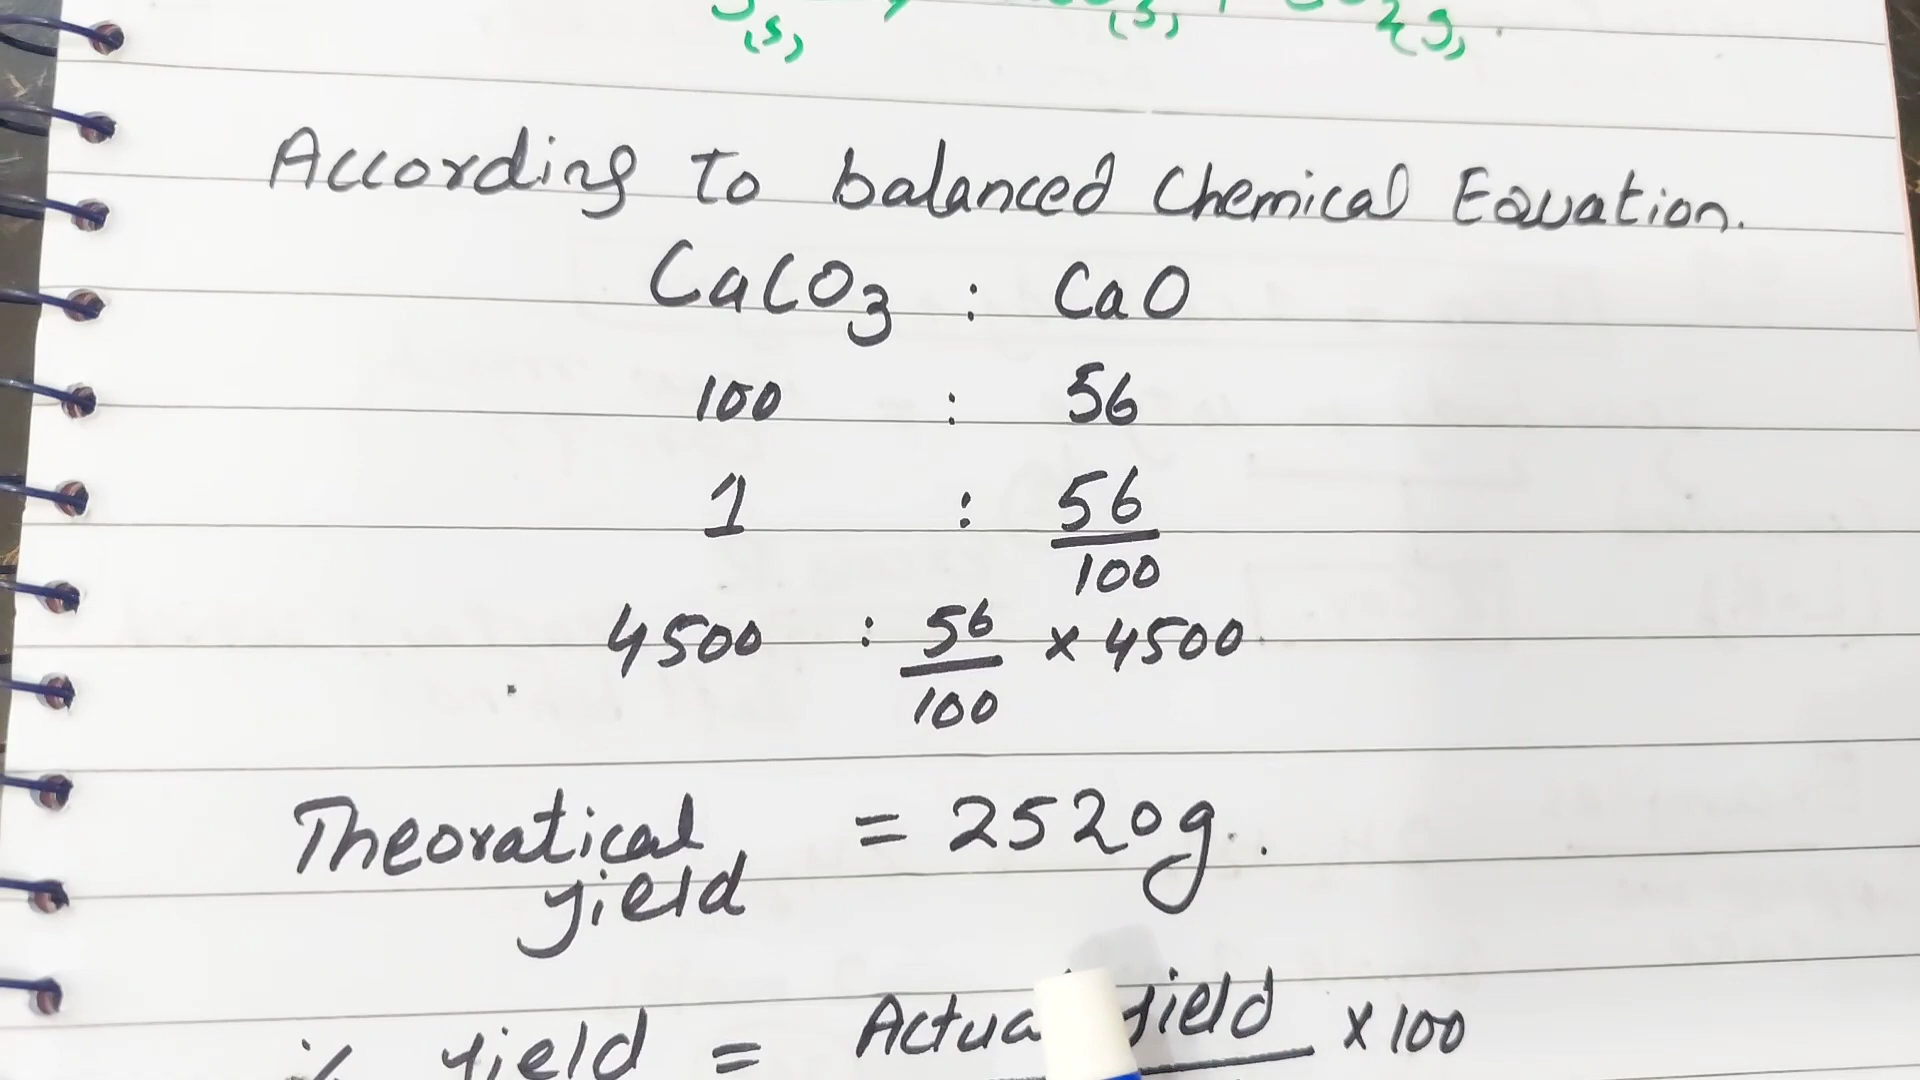 (s) (s) 2(g)
According To balanced Chemical Equation.
CaCO3 : CaO
100 : 56
1 : 56/100
4500 : 56/100 x 4500
Theoratical yield = 2520g.
% yield = Actual yield x 100